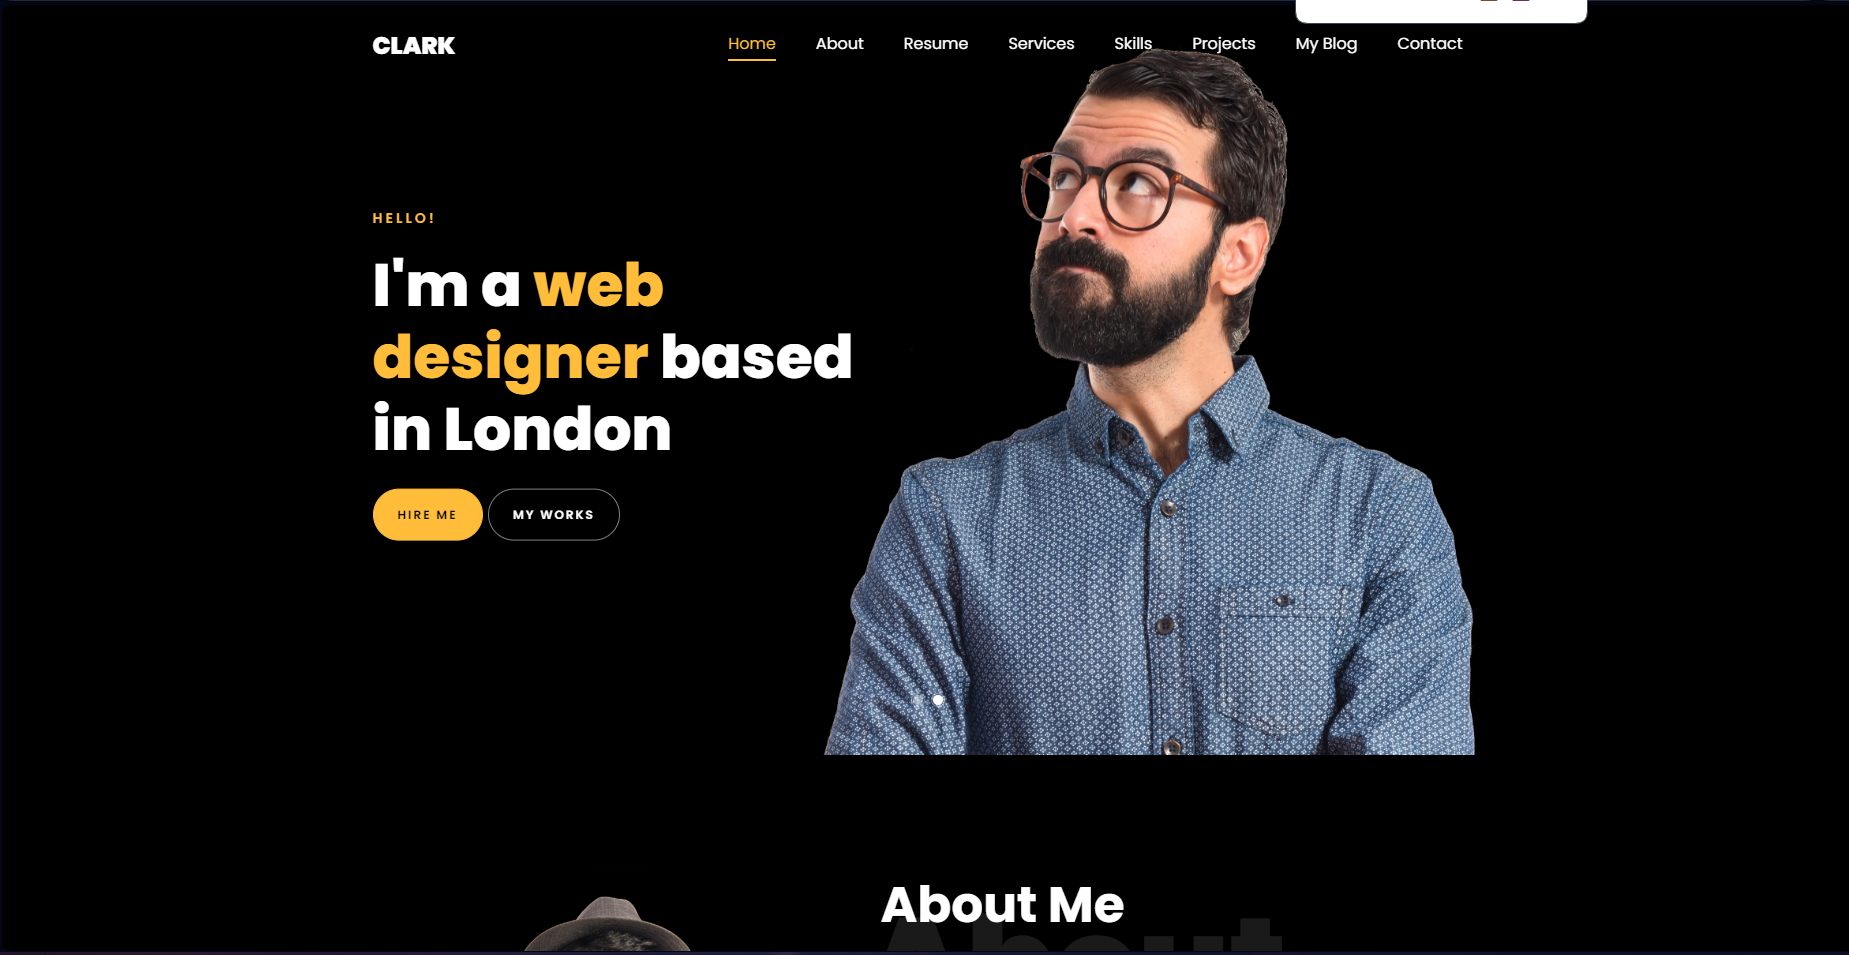 CLARK
Home About Resume Services Skills Projects My Blog Contact
HELLO!
I'm a web
designer based
in London
HIRE ME MY WORKS
About Me
About